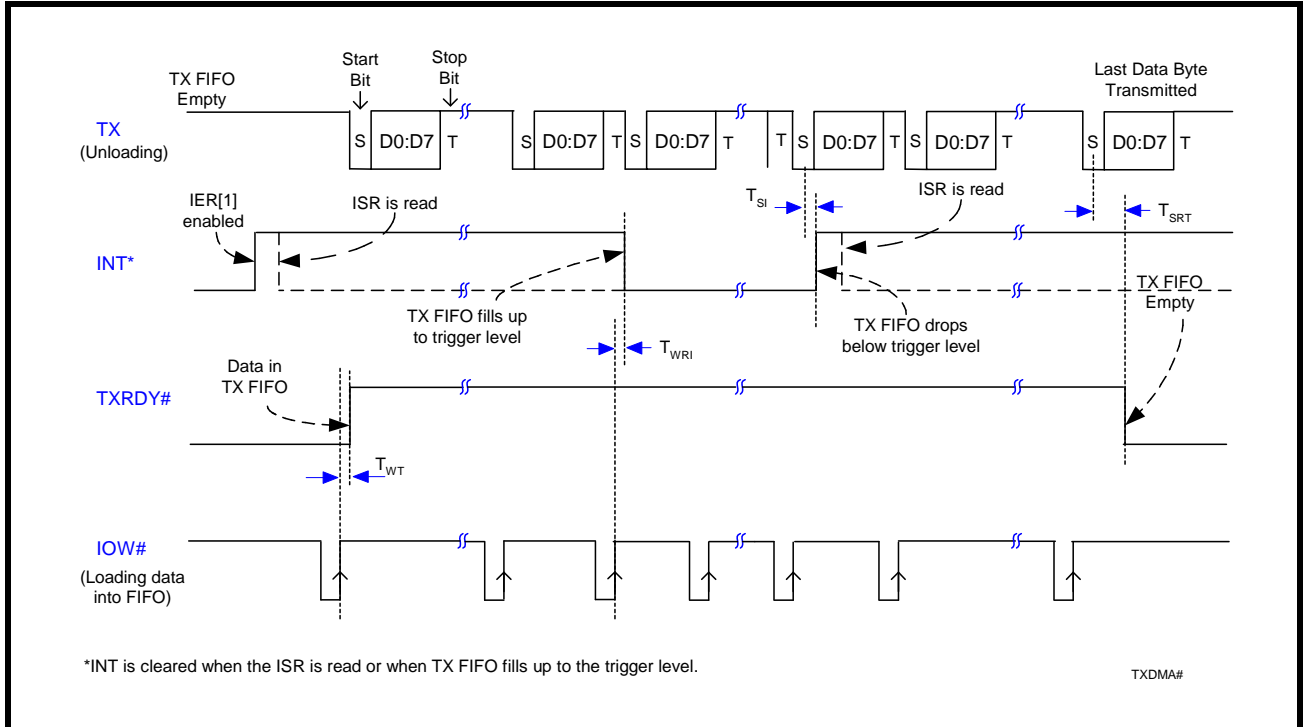 Start
Bit
Stop
Bit
TX FIFO
Empty
Last Data Byte
Transmitted
TX
(Unloading)
S
D0:D7
T
S
D0:D7
T
S
D0:D7
T
T
S
D0:D7
T
S
D0:D7
T
S
D0:D7
T
IER[1]
enabled
ISR is read
TSI
ISR is read
TSRT
INT*
TX FIFO fills up
to trigger level
TX FIFO drops
below trigger level
TX FIFO
Empty
TWRI
Data in
TX FIFO
TXRDY#
TWT
IOW#
(Loading data
into FIFO)
*INT is cleared when the ISR is read or when TX FIFO fills up to the trigger level.
TXDMA#